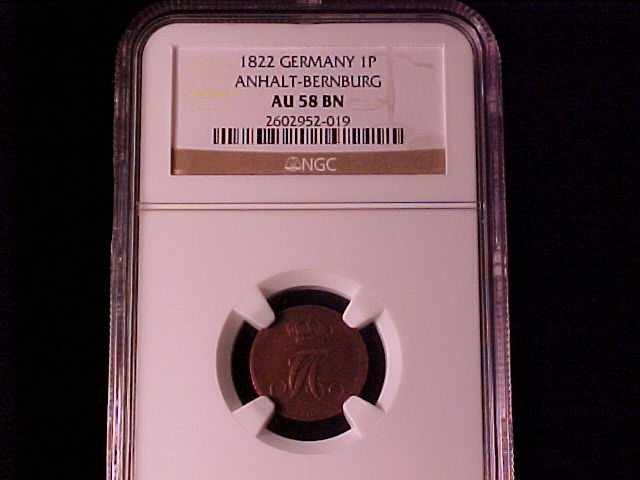 1822 GERMANY 1P
ANHALT-BERNBURG
AU 58 BN
2602952-019
NGC